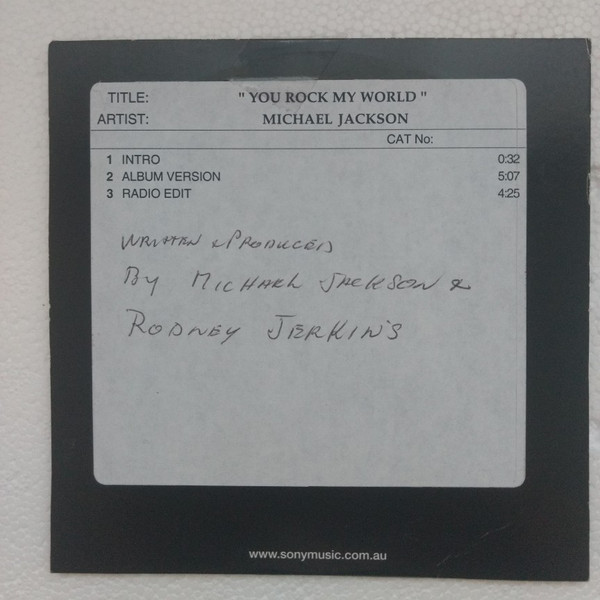 TITLE: " YOU ROCK MY WORLD "
ARTIST: MICHAEL JACKSON
CAT No:
1 INTRO 0:32
2 ALBUM VERSION 5:07
3 RADIO EDIT 4:25
WRITTEN & PRODUCED
By MICHAEL JACKSON &
RODNEY JERKIN'S
www.sonymusic.com.au